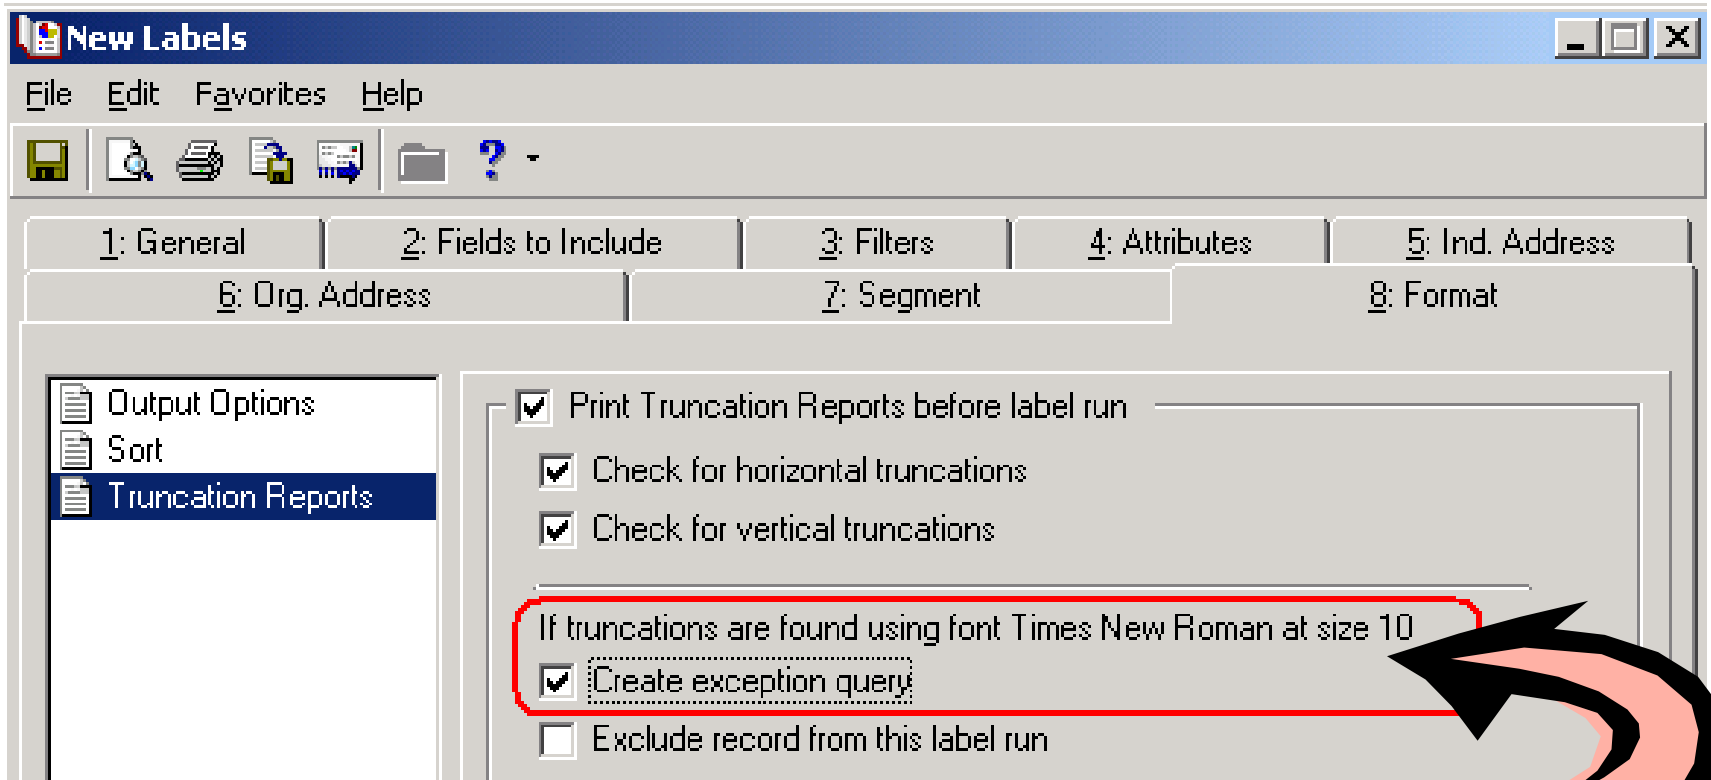 New Labels
File Edit Favorites Help
?
1: General 2: Fields to Include 3: Filters 4: Attributes 5: Ind. Address
6: Org. Address 7: Segment 8: Format
Output Options
Sort
Truncation Reports
Print Truncation Reports before label run
Check for horizontal truncations
Check for vertical truncations
If truncations are found using font Times New Roman at size 10
Create exception query
Exclude record from this label run